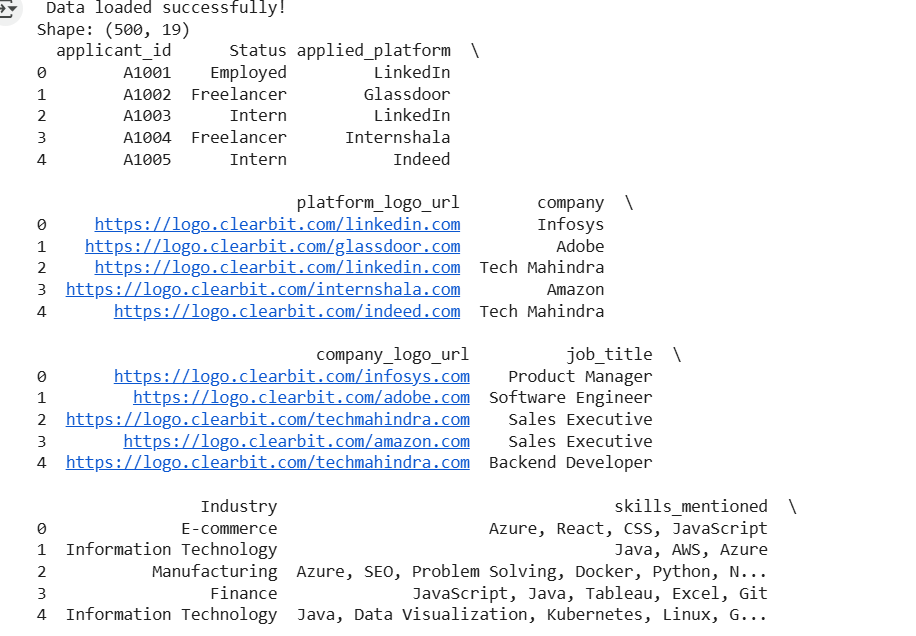 Data loaded successfully!
Shape: (500, 19)
applicant_id Status applied_platform \
0 A1001 Employed LinkedIn
1 A1002 Freelancer Glassdoor
2 A1003 Intern LinkedIn
3 A1004 Freelancer Internshala
4 A1005 Intern Indeed
platform_logo_url company \
0 https://logo.clearbit.com/linkedin.com Infosys
1 https://logo.clearbit.com/glassdoor.com Adobe
2 https://logo.clearbit.com/linkedin.com Tech Mahindra
3 https://logo.clearbit.com/internshala.com Amazon
4 https://logo.clearbit.com/indeed.com Tech Mahindra
company_logo_url job_title \
0 https://logo.clearbit.com/infosys.com Product Manager
1 https://logo.clearbit.com/adobe.com Software Engineer
2 https://logo.clearbit.com/techmahindra.com Sales Executive
3 https://logo.clearbit.com/amazon.com Sales Executive
4 https://logo.clearbit.com/techmahindra.com Backend Developer
Industry skills_mentioned \
0 E-commerce Azure, React, CSS, JavaScript
1 Information Technology Java, AWS, Azure
2 Manufacturing Azure, SEO, Problem Solving, Docker, Python, N...
3 Finance JavaScript, Java, Tableau, Excel, Git
4 Information Technology Java, Data Visualization, Kubernetes, Linux, G...